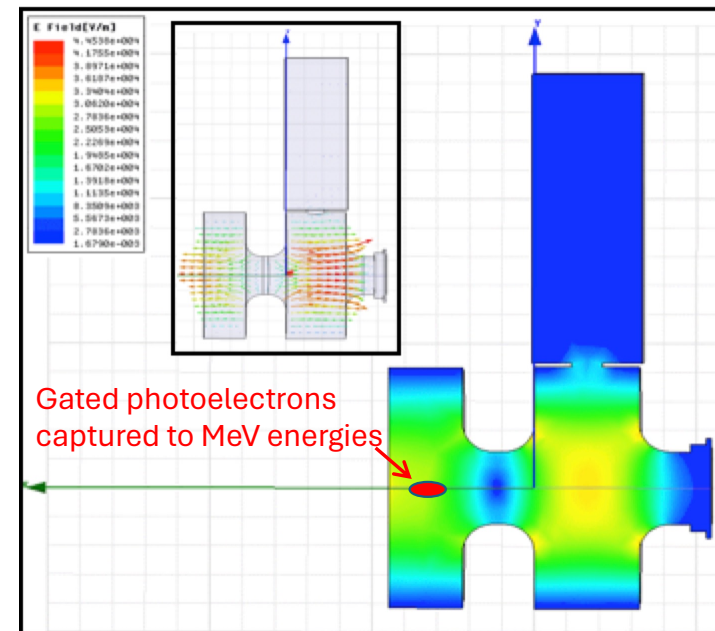 E Field[V/m]
4.4538e+004
4.1755e+004
3.8971e+004
3.6187e+004
3.3404e+004
3.0620e+004
2.7836e+004
2.5053e+004
2.2269e+004
1.9485e+004
1.6702e+004
1.3918e+004
1.1135e+004
8.3509e+003
5.5673e+003
2.7836e+003
1.6790e-003
Gated photoelectrons
captured to MeV energies